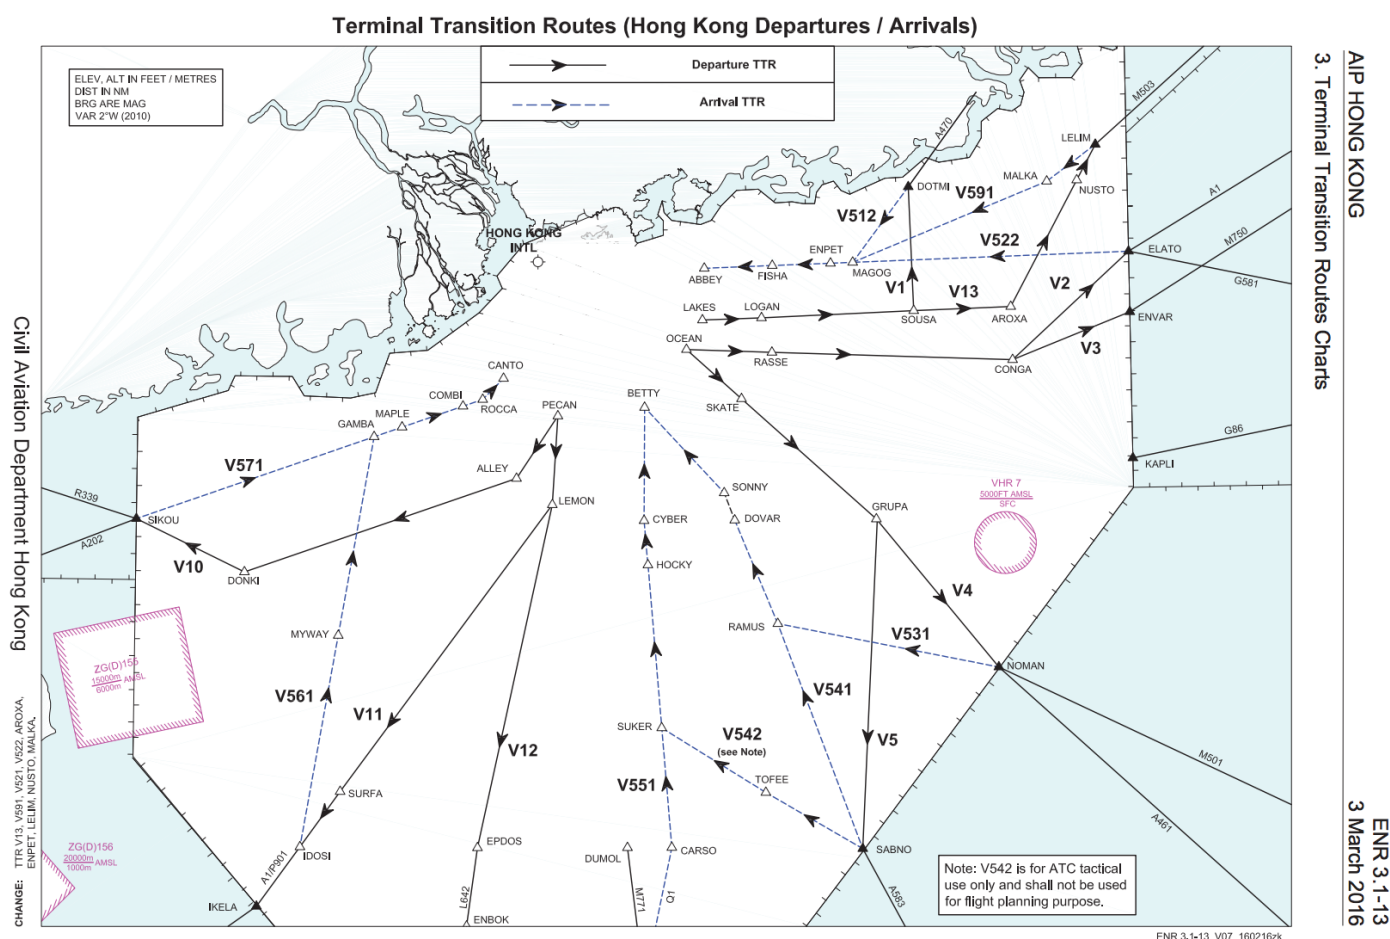 Terminal Transition Routes (Hong Kong Departures / Arrivals)
ELEV, ALT IN FEET / METRES
DIST IN NM
BRG ARE MAG
VAR 2°W (2010)
Departure TTR
Arrival TTR
AIP HONG KONG
3. Terminal Transition Routes Charts
ENR 3.1-13
3 March 2016
Civil Aviation Department Hong Kong
CHANGE: TTR V13, V591, V521, V522, AROXA,
ENPET, LELIM, NUSTO, MALKA.
M503
A470
LELIM
MALKA
NUSTO
DOTMI
V591
V512
A1
M750
HONG KONG
INTL
V522
ELATO
ENPET
MAGOG
FISHA
ABBEY
G581
V1
V13
V2
LAKES
LOGAN
SOUSA
AROXA
ENVAR
OCEAN
RASSE
CONGA
V3
CANTO
COMBI
ROCCA
MAPLE
GAMBA
PECAN
BETTY
SKATE
G86
KAPLI
V571
ALLEY
LEMON
SONNY
DOVAR
CYBER
GRUPA
VHR 7
5000FT AMSL
SFC
R339
SIKOU
A202
V10
DONKI
HOCKY
V4
MYWAY
RAMUS
V531
NOMAN
ZG(D)155
15000m
6000m
AMSL
V561
V11
V12
SUKER
V542
(see Note)
V541
V5
M501
V551
TOFEE
SURFA
A461
ZG(D)156
20000m
1000m
AMSL
IDOSI
EPDOS
DUMOL
CARSO
SABNO
A1/P901
L642
M771
Q1
A583
IKELA
ENBOK
Note: V542 is for ATC tactical
use only and shall not be used
for flight planning purpose.
ENR 3.1-13_V07_160216zk